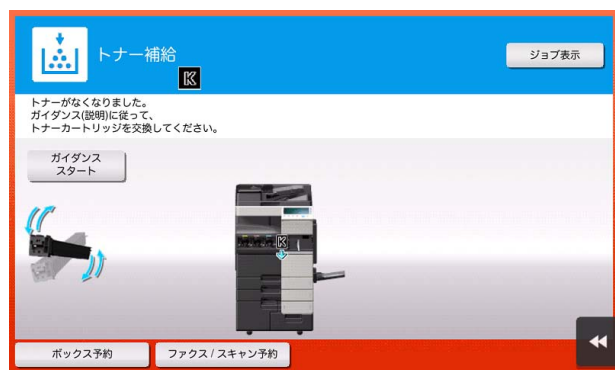 トナー補給
K
ジョブ表示
トナーがなくなりました。
ガイダンス(説明)に従って、
トナーカートリッジを交換してください。
ガイダンス
スタート
K
ボックス予約
ファクス / スキャン予約